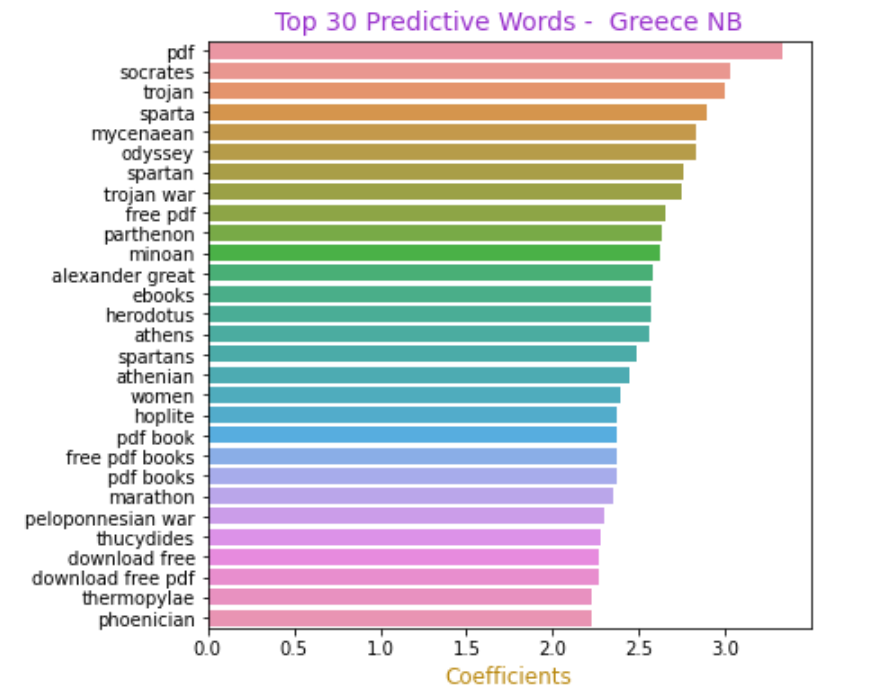 Top 30 Predictive Words - Greece NB
pdf
socrates
trojan
sparta
mycenaean
odyssey
spartan
trojan war
free pdf
parthenon
minoan
alexander great
ebooks
herodotus
athens
spartans
athenian
women
hoplite
pdf book
free pdf books
pdf books
marathon
peloponnesian war
thucydides
download free
download free pdf
thermopylae
phoenician
0.0 0.5 1.0 1.5 2.0 2.5 3.0
Coefficients